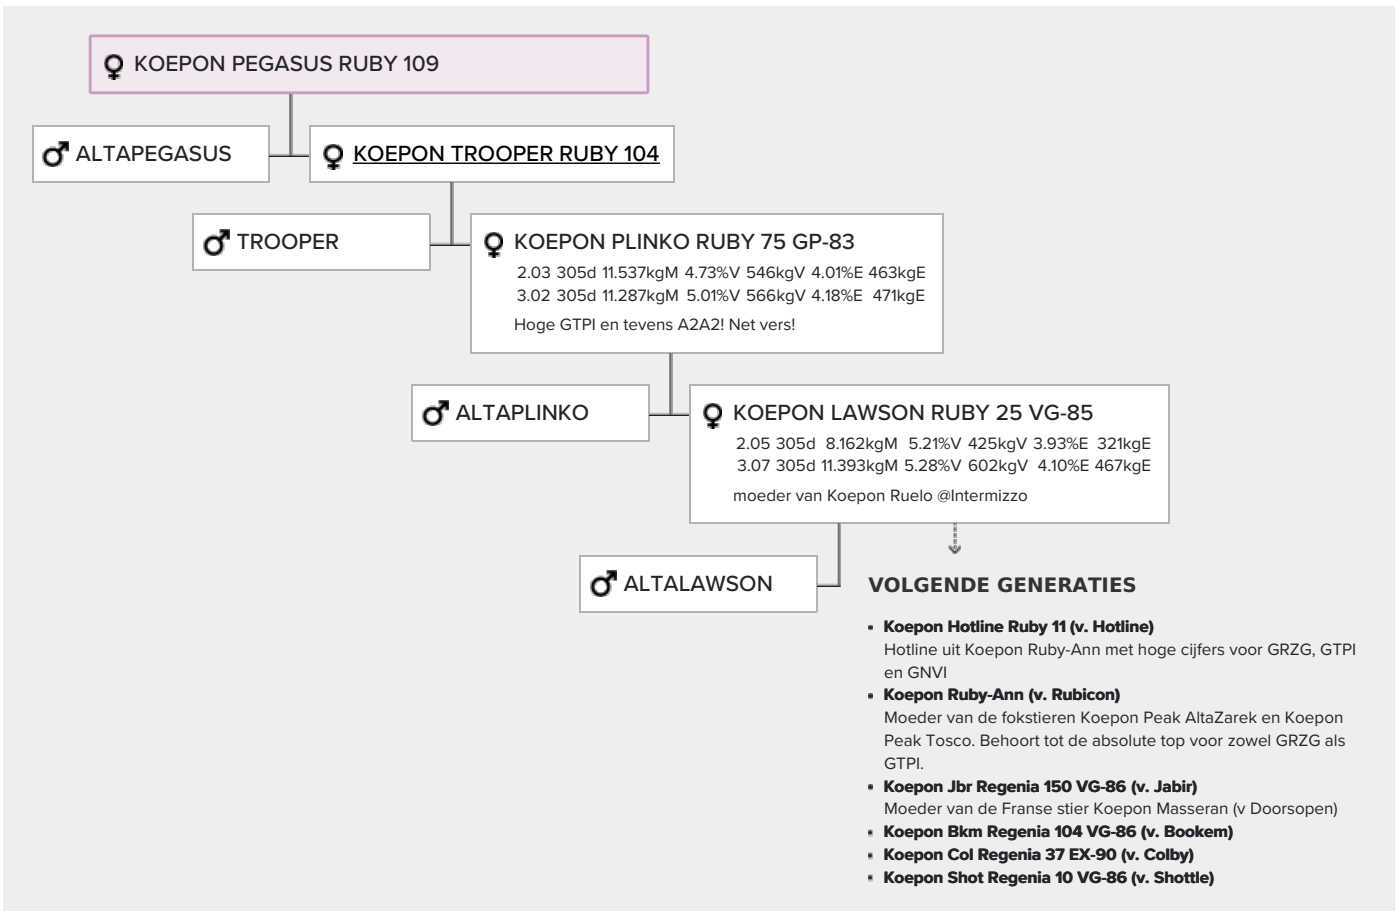 ♀ KOEPON PEGASUS RUBY 109
♂ ALTAPEGASUS
♀ KOEPON TROOPER RUBY 104
♂ TROOPER
♀ KOEPON PLINKO RUBY 75 GP-83
2.03 305d 11.537kgM 4.73%V 546kgV 4.01%E 463kgE
3.02 305d 11.287kgM 5.01%V 566kgV 4.18%E 471kgE
Hoge GTPI en tevens A2A2! Net vers!
♂ ALTAPLINKO
♀ KOEPON LAWSON RUBY 25 VG-85
2.05 305d 8.162kgM 5.21%V 425kgV 3.93%E 321kgE
3.07 305d 11.393kgM 5.28%V 602kgV 4.10%E 467kgE
moeder van Koepon Ruelo @Intermizzo
♂ ALTALAWSON
VOLGENDE GENERATIES
• Koepon Hotline Ruby 11 (v. Hotline)
Hotline uit Koepon Ruby-Ann met hoge cijfers voor GRZG, GTPI
en GNVI
• Koepon Ruby-Ann (v. Rubicon)
Moeder van de fokstieren Koepon Peak AltaZarek en Koepon
Peak Tosco. Behoort tot de absolute top voor zowel GRZG als
GTPI.
• Koepon Jbr Regenia 150 VG-86 (v. Jabir)
Moeder van de Franse stier Koepon Masseran (v Doorsopen)
• Koepon Bkm Regenia 104 VG-86 (v. Bookem)
• Koepon Col Regenia 37 EX-90 (v. Colby)
• Koepon Shot Regenia 10 VG-86 (v. Shottle)